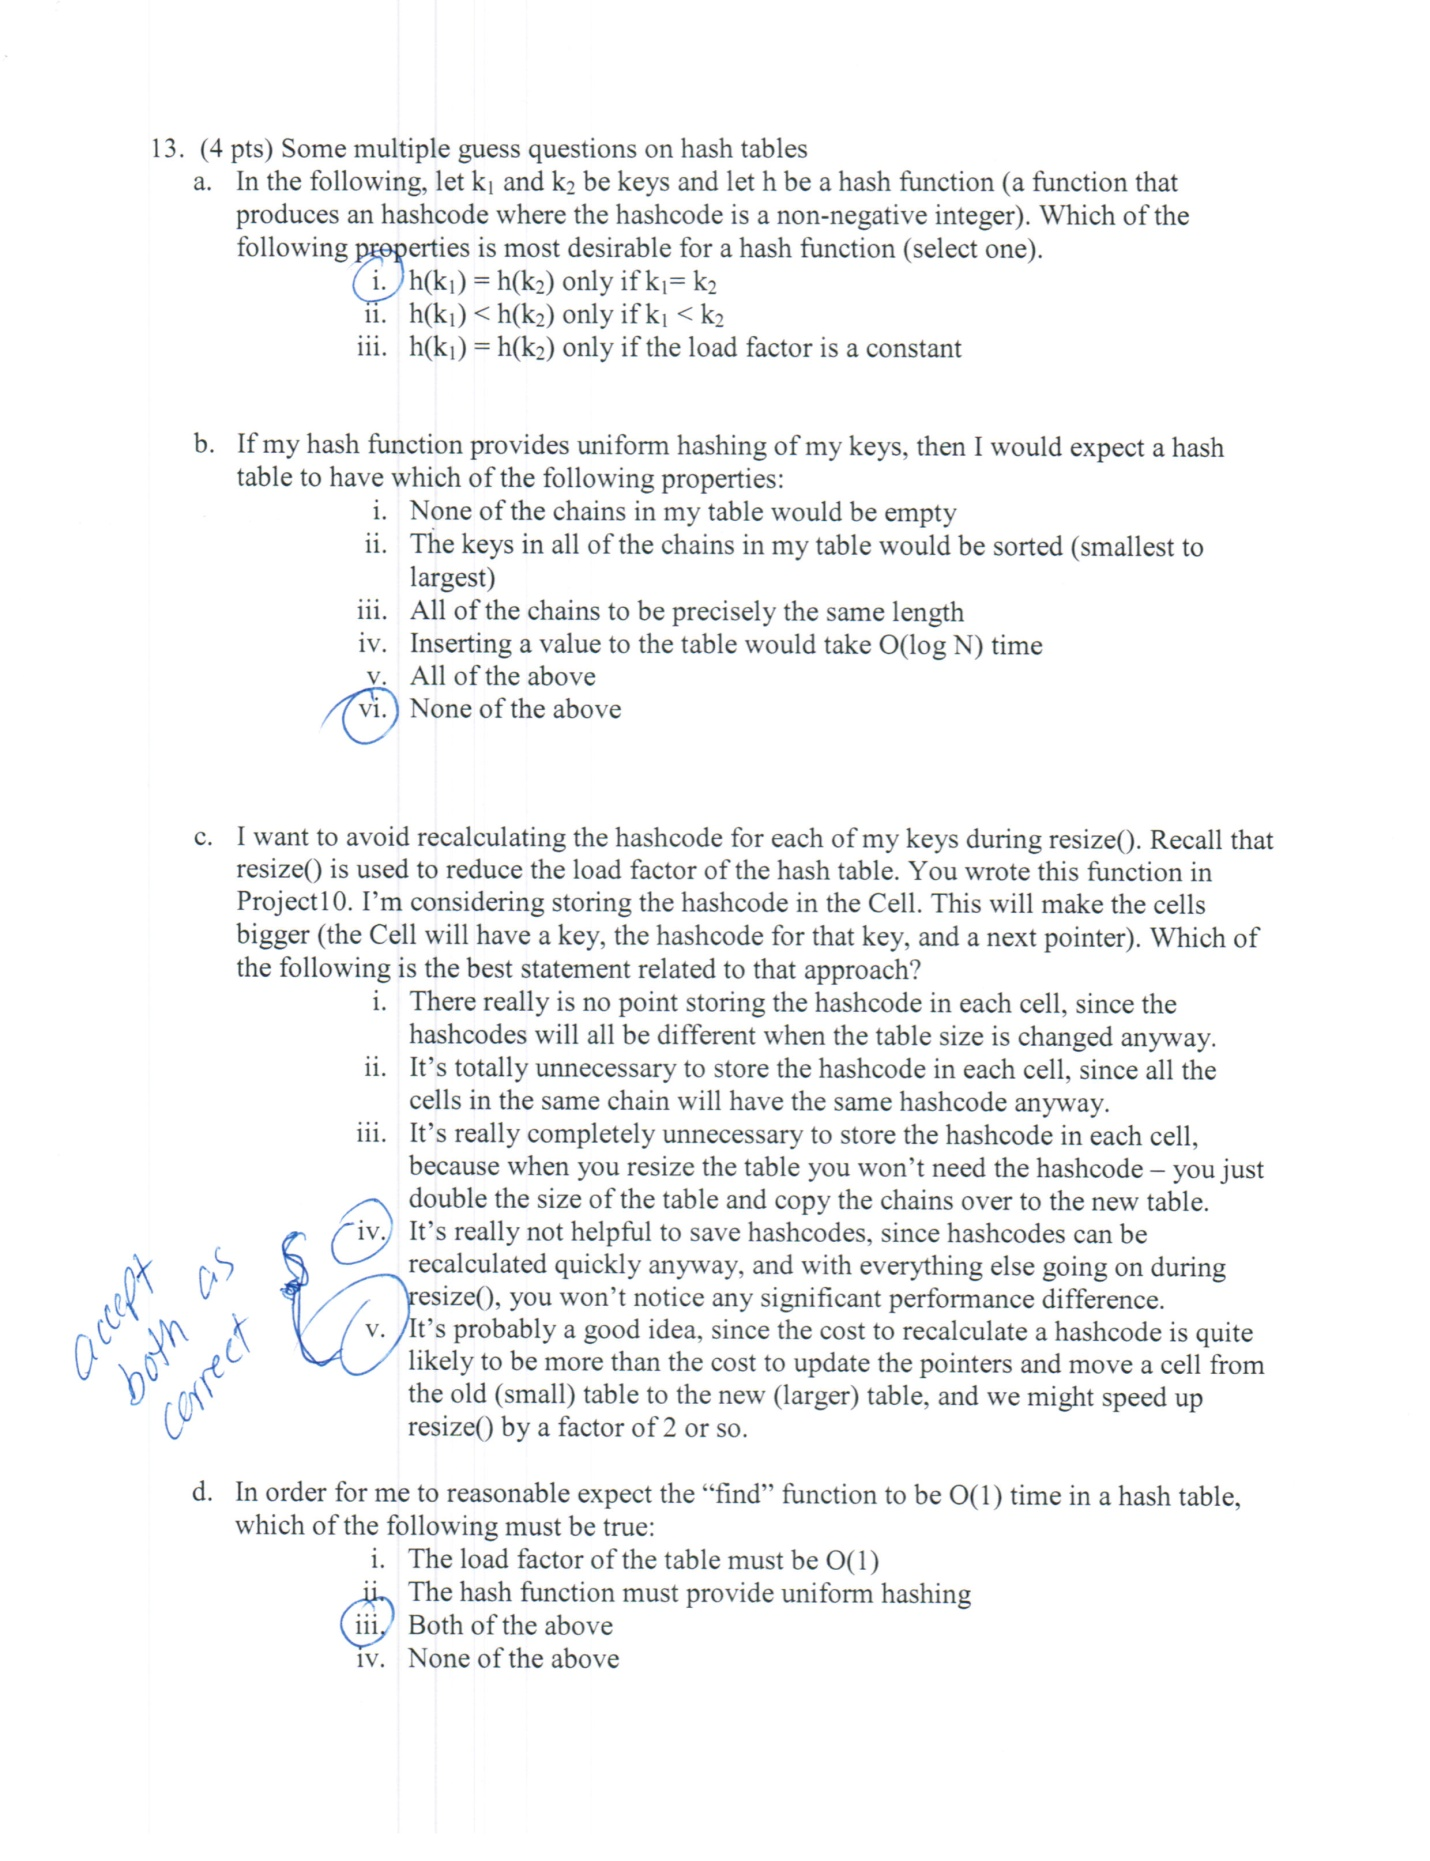 13. (4 pts) Some multiple guess questions on hash tables
a. In the following, let k₁ and k₂ be keys and let h be a hash function (a function that
produces an hashcode where the hashcode is a non-negative integer). Which of the
following properties is most desirable for a hash function (select one).
i. h(k₁) = h(k₂) only if k₁= k₂
ii. h(k₁) < h(k₂) only if k₁ < k₂
iii. h(k₁) = h(k₂) only if the load factor is a constant
b. If my hash function provides uniform hashing of my keys, then I would expect a hash
table to have which of the following properties:
i. None of the chains in my table would be empty
ii. The keys in all of the chains in my table would be sorted (smallest to
largest)
iii. All of the chains to be precisely the same length
iv. Inserting a value to the table would take O(log N) time
v. All of the above
vi. None of the above
c. I want to avoid recalculating the hashcode for each of my keys during resize(). Recall that
resize() is used to reduce the load factor of the hash table. You wrote this function in
Project10. I'm considering storing the hashcode in the Cell. This will make the cells
bigger (the Cell will have a key, the hashcode for that key, and a next pointer). Which of
the following is the best statement related to that approach?
i. There really is no point storing the hashcode in each cell, since the
hashcodes will all be different when the table size is changed anyway.
ii. It's totally unnecessary to store the hashcode in each cell, since all the
cells in the same chain will have the same hashcode anyway.
iii. It's really completely unnecessary to store the hashcode in each cell,
because when you resize the table you won't need the hashcode – you just
double the size of the table and copy the chains over to the new table.
iv. It's really not helpful to save hashcodes, since hashcodes can be
recalculated quickly anyway, and with everything else going on during
resize(), you won't notice any significant performance difference.
v. It's probably a good idea, since the cost to recalculate a hashcode is quite
likely to be more than the cost to update the pointers and move a cell from
the old (small) table to the new (larger) table, and we might speed up
resize() by a factor of 2 or so.
accept
both as
correct
d. In order for me to reasonable expect the “find” function to be O(1) time in a hash table,
which of the following must be true:
i. The load factor of the table must be O(1)
ii. The hash function must provide uniform hashing
iii. Both of the above
iv. None of the above